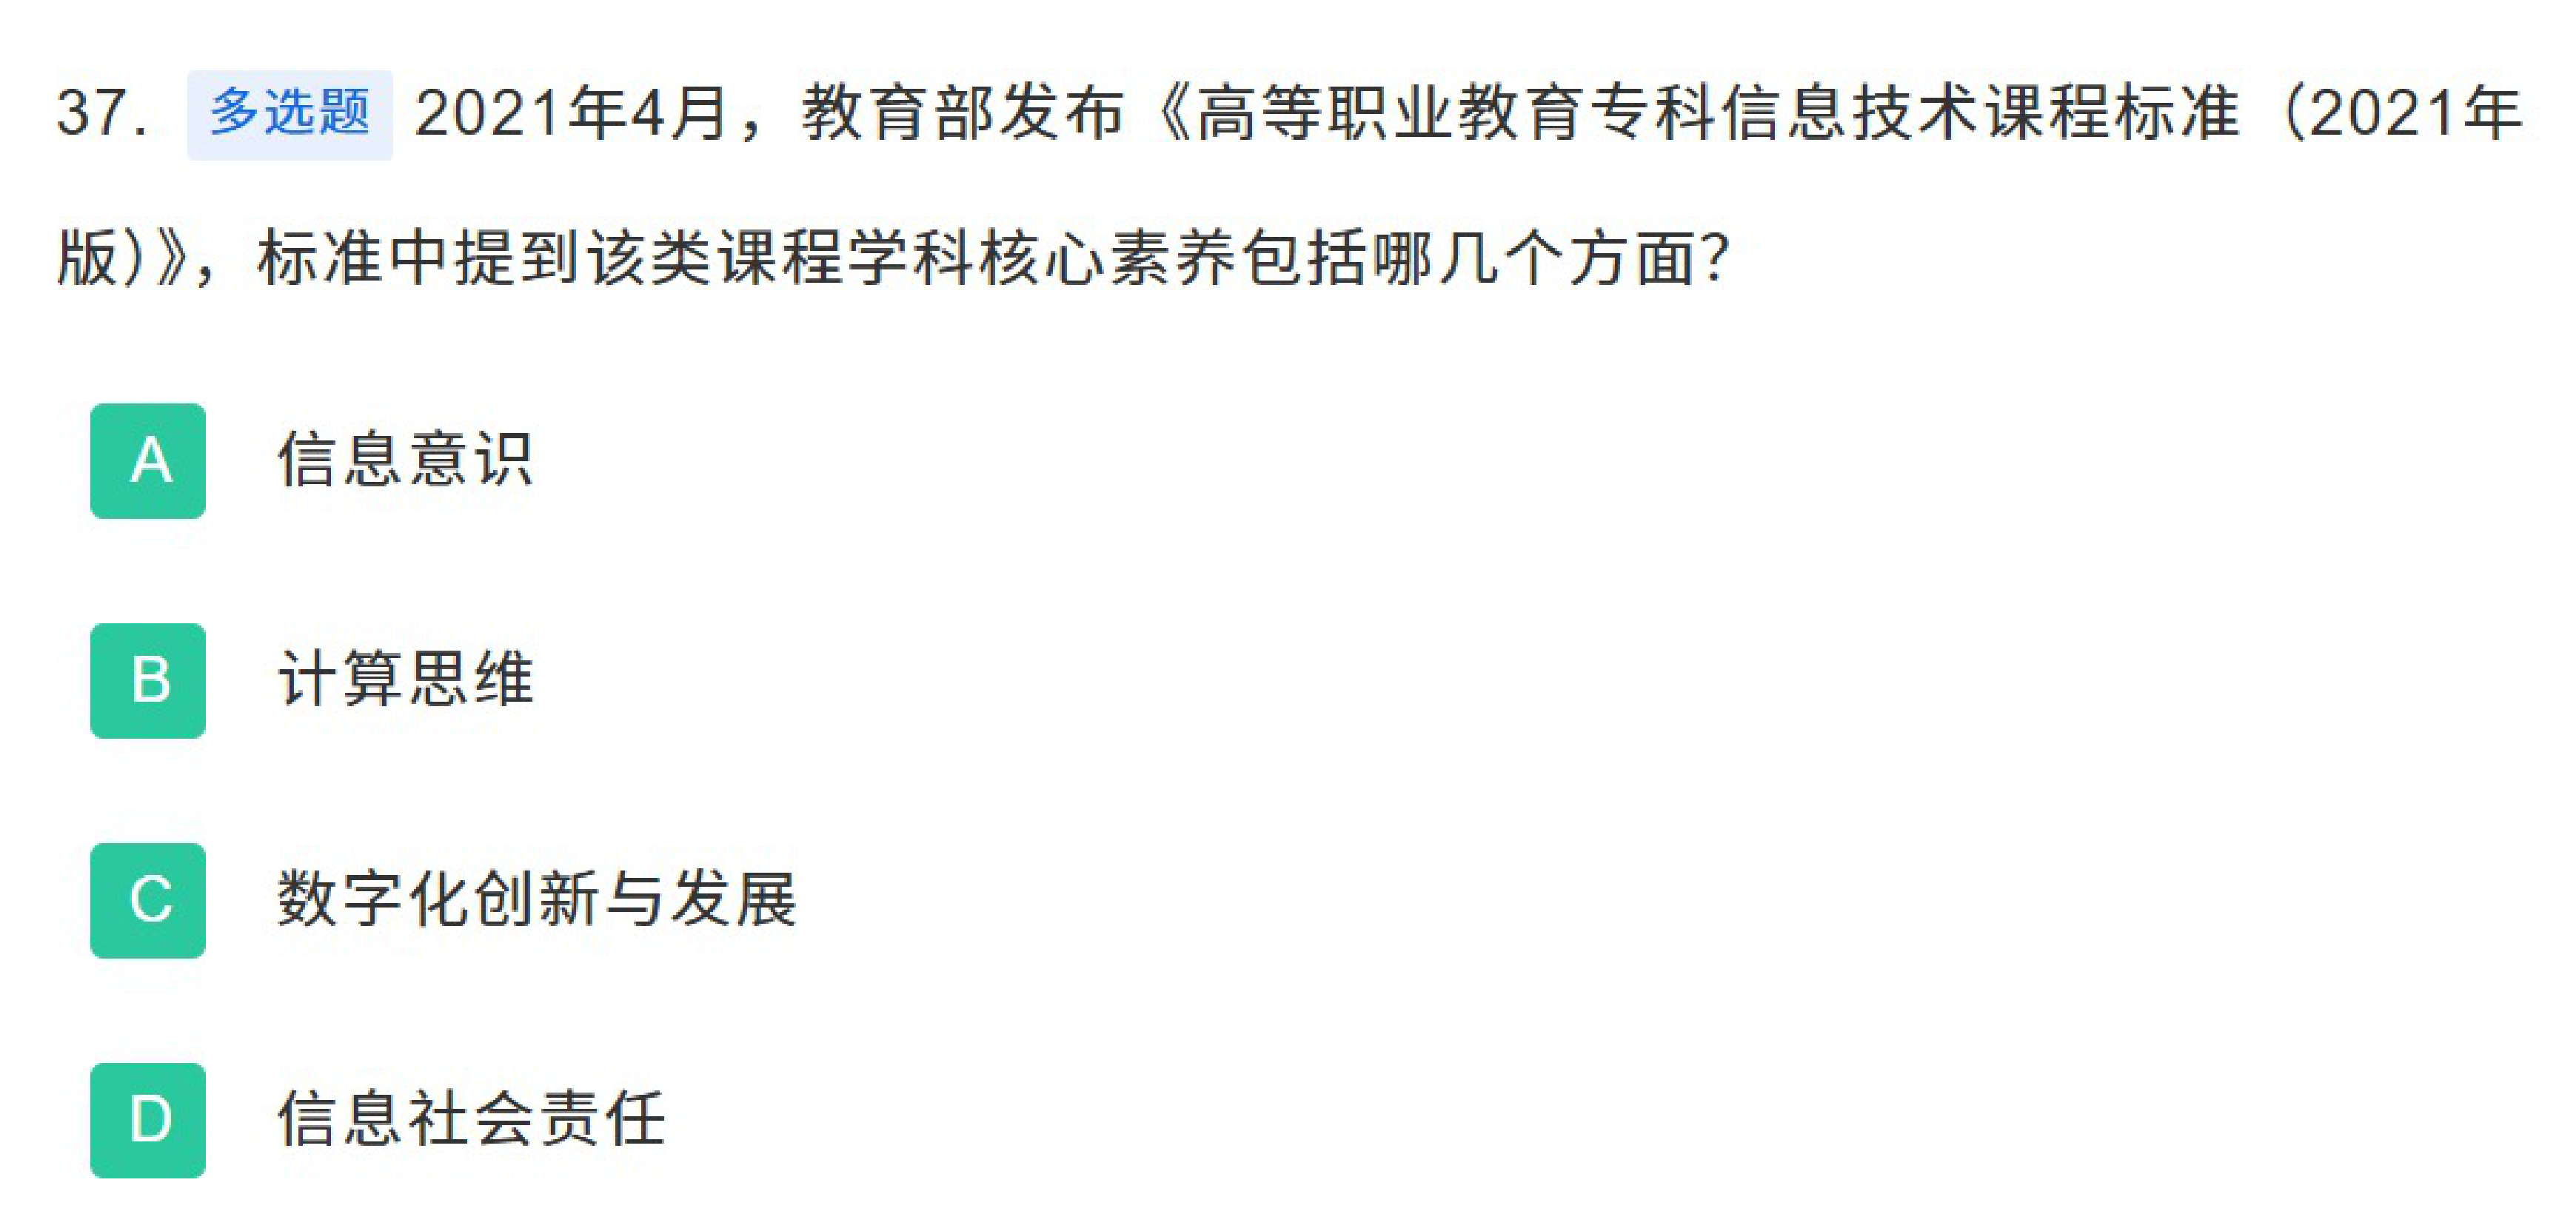 37. 多选题 2021年4月，教育部发布《高等职业教育专科信息技术课程标准（2021年
版）》，标准中提到该类课程学科核心素养包括哪几个方面？
A 信息意识
B 计算思维
C 数字化创新与发展
D 信息社会责任